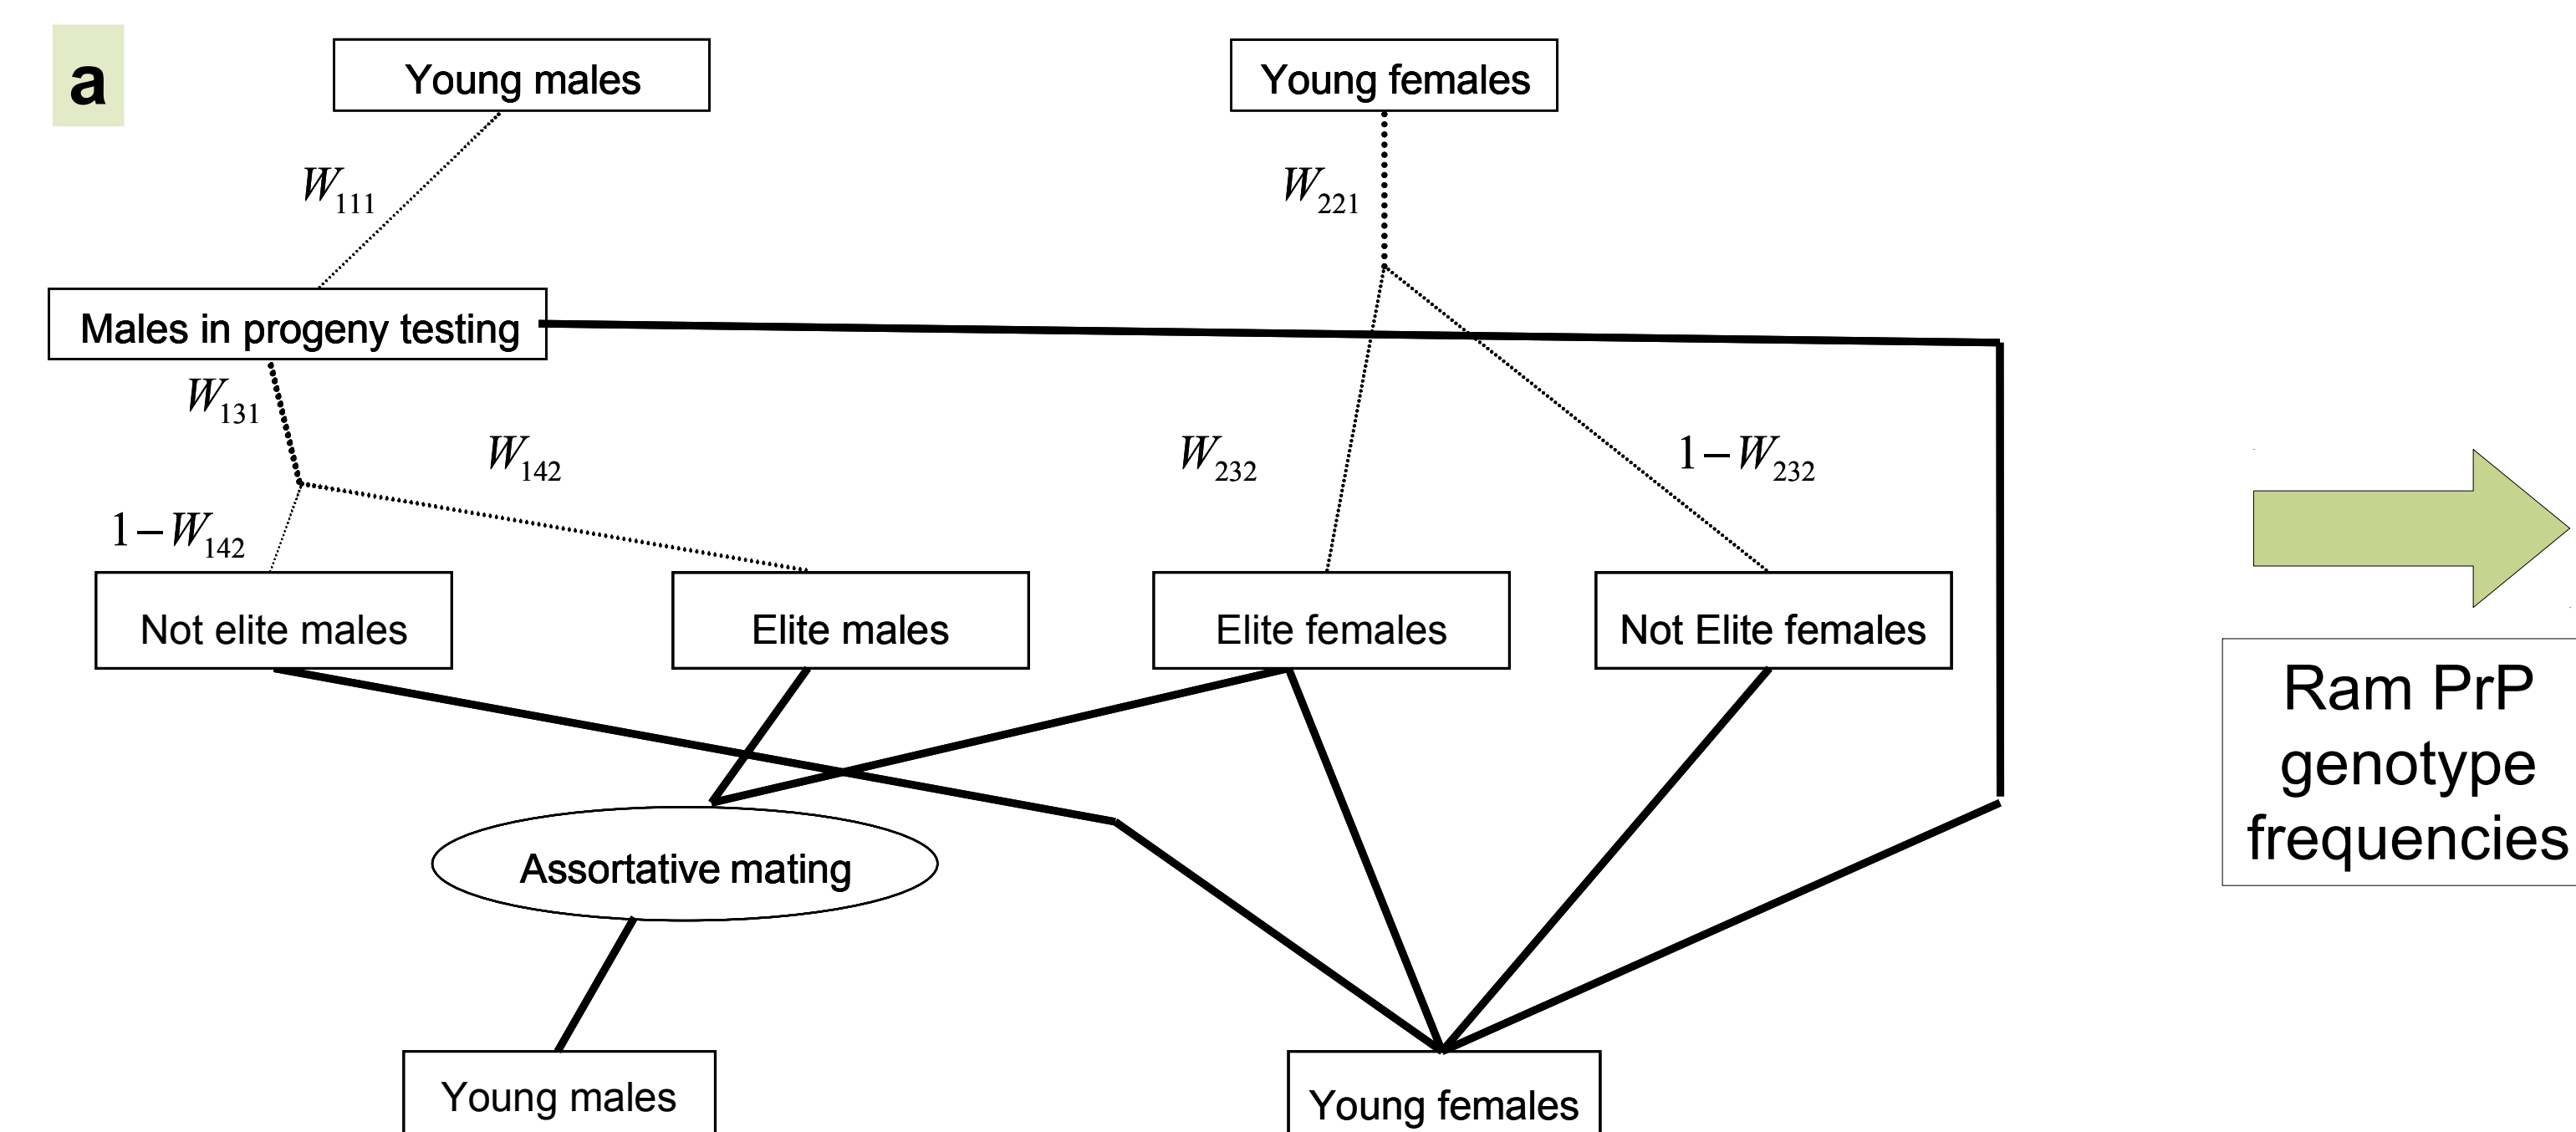 a
Young males
Young females
W111
W221
Males in progeny testing
W131
W142
W232
1−W232
1−W142
Not elite males
Elite males
Elite females
Not Elite females
Ram PrP
genotype
frequencies
Assortative mating
Young males
Young females